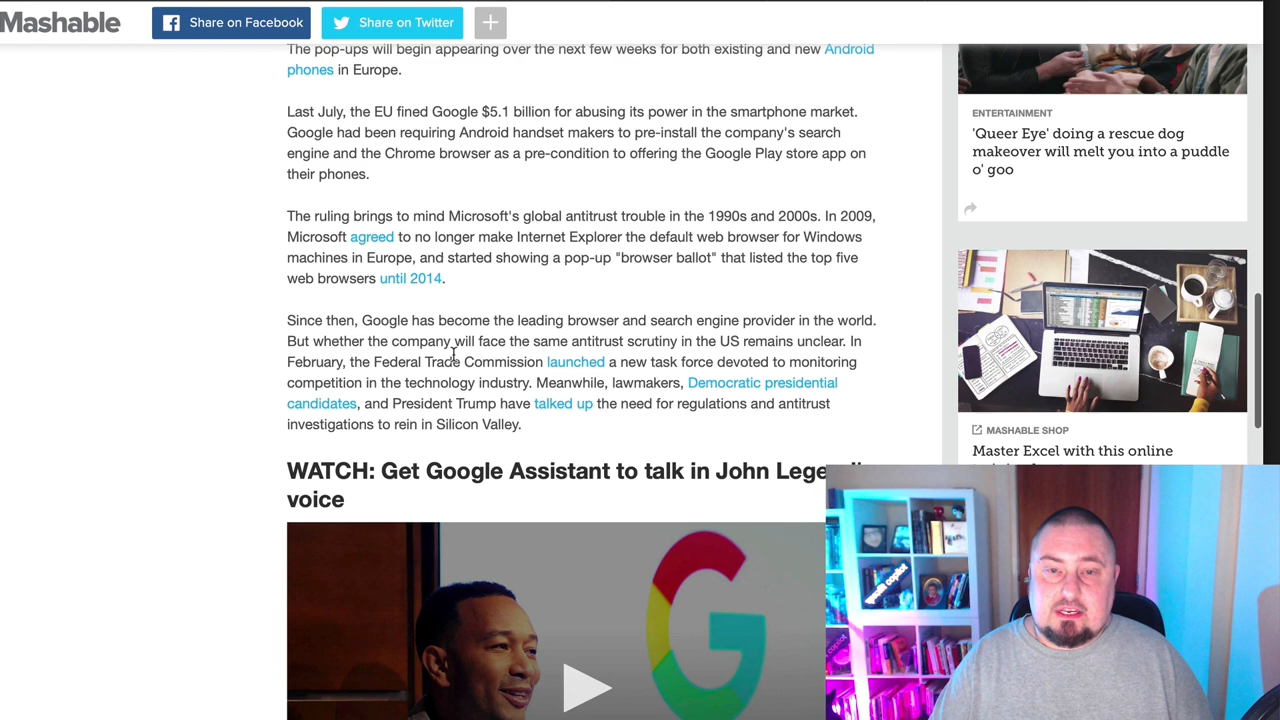 Mashable
Share on Facebook
Share on Twitter
The pop-ups will begin appearing over the next few weeks for both existing and new Android
phones in Europe.
Last July, the EU fined Google $5.1 billion for abusing its power in the smartphone market.
Google had been requiring Android handset makers to pre-install the company's search
engine and the Chrome browser as a pre-condition to offering the Google Play store app on
their phones.
The ruling brings to mind Microsoft's global antitrust trouble in the 1990s and 2000s. In 2009,
Microsoft agreed to no longer make Internet Explorer the default web browser for Windows
machines in Europe, and started showing a pop-up "browser ballot" that listed the top five
web browsers until 2014.
Since then, Google has become the leading browser and search engine provider in the world.
But whether the company will face the same antitrust scrutiny in the US remains unclear. In
February, the Federal Trade Commission launched a new task force devoted to monitoring
competition in the technology industry. Meanwhile, lawmakers, Democratic presidential
candidates, and President Trump have talked up the need for regulations and antitrust
investigations to rein in Silicon Valley.
WATCH: Get Google Assistant to talk in John
voice
ENTERTAINMENT
'Queer Eye' doing a rescue dog
makeover will melt you into a puddle
o' goo
MASHABLE SHOP
Master Excel with this online
copilot